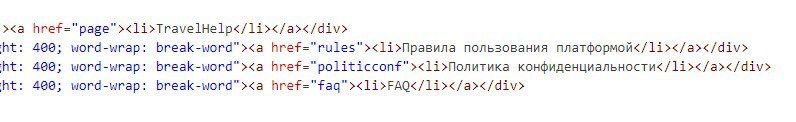 "><a href="page"><li>TravelHelp</li></a></div>
ght: 400; word-wrap: break-word"><a href="rules"><li>Правила пользования платформой</li></a></div>
ght: 400; word-wrap: break-word"><a href="politicconf"><li>Политика конфиденциальности</li></a></div>
ght: 400; word-wrap: break-word"><a href="faq"><li>FAQ</li></a></div>